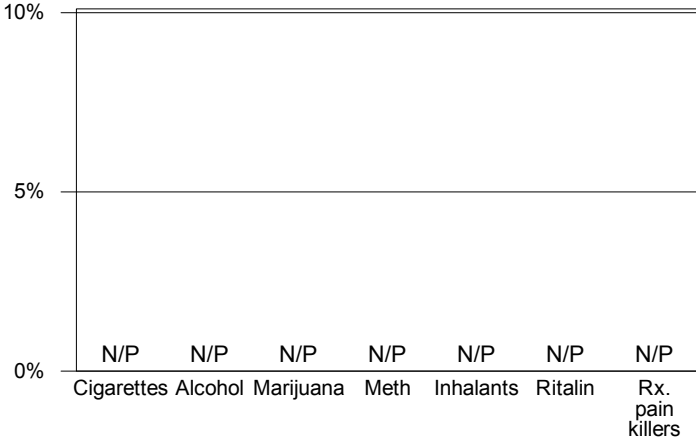 10%
5%
N/P N/P N/P N/P N/P N/P N/P
0%
Cigarettes Alcohol Marijuana Meth Inhalants Ritalin Rx.
pain
killers